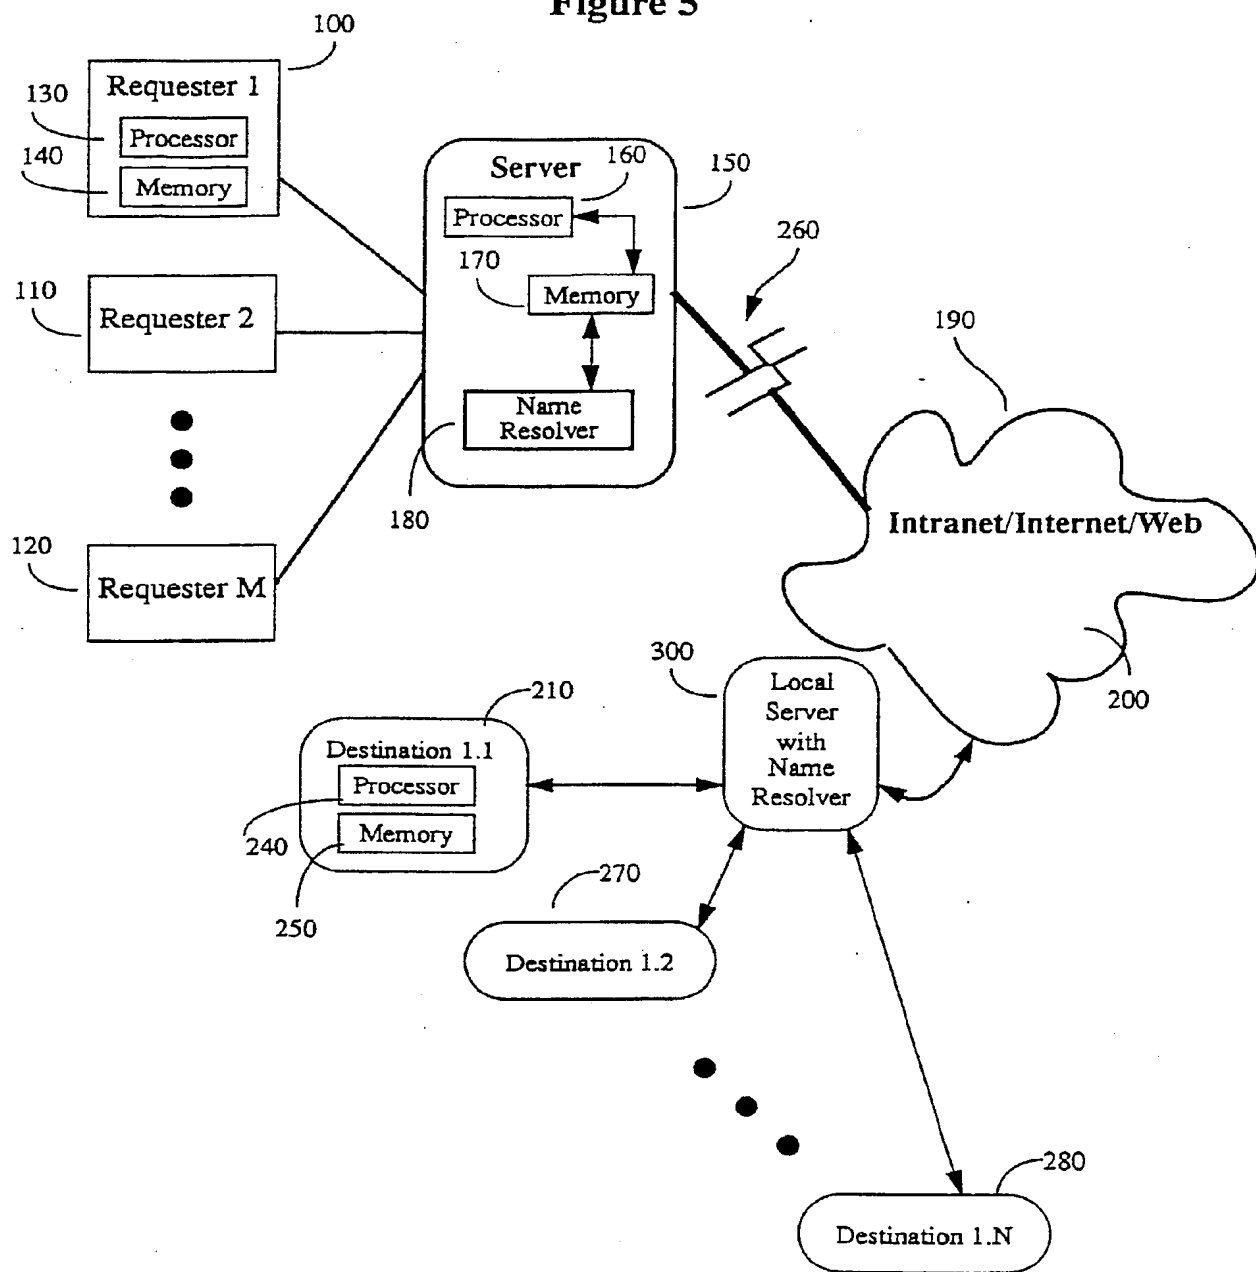 Figure 5
100
Requester 1
130
Processor
140
Memory
110
Requester 2
120
Requester M
Server
160
150
Processor
170
Memory
Name
Resolver
180
260
190
Intranet/Internet/Web
200
300
Local
Server
with
Name
Resolver
210
Destination 1.1
Processor
240
Memory
250
270
Destination 1.2
280
Destination 1.N